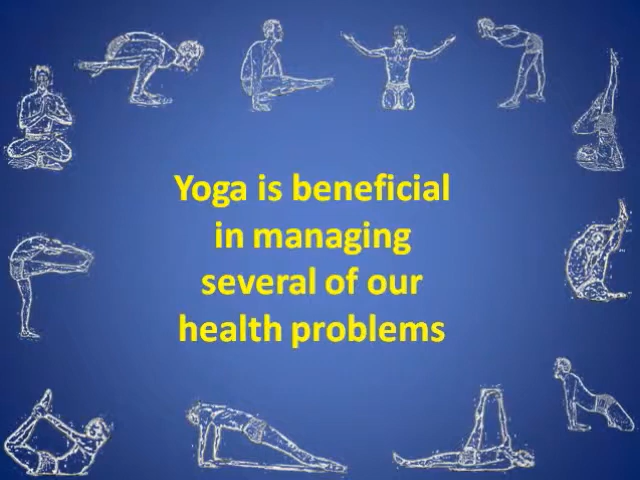 Yoga is beneficial
in managing
several of our
health problems